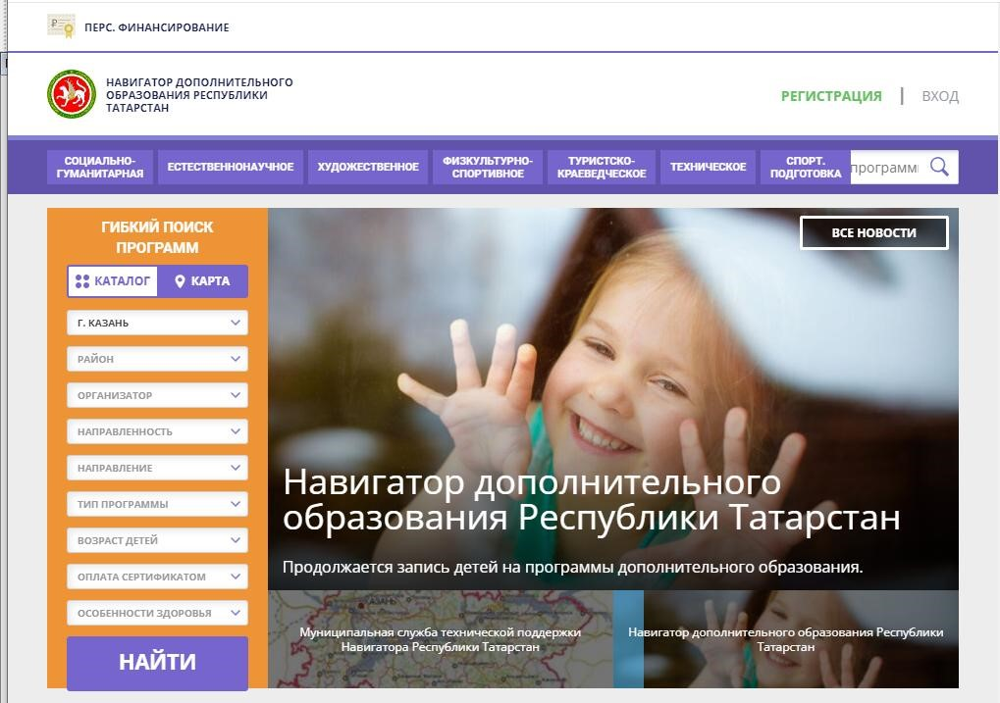 ПЕРС. ФИНАНСИРОВАНИЕ
НАВИГАТОР ДОПОЛНИТЕЛЬНОГО
ОБРАЗОВАНИЯ РЕСПУБЛИКИ
ТАТАРСТАН
РЕГИСТРАЦИЯ | ВХОД
СОЦИАЛЬНО-
ГУМАНИТАРНАЯ
ЕСТЕСТВЕННОНАУЧНОЕ
ХУДОЖЕСТВЕННОЕ
ФИЗКУЛЬТУРНО-
СПОРТИВНОЕ
ТУРИСТСКО-
КРАЕВЕДЧЕСКОЕ
ТЕХНИЧЕСКОЕ
СПОРТ.
ПОДГОТОВКА
программ
ГИБКИЙ ПОИСК
ПРОГРАММ
КАТАЛОГ
КАРТА
Г. КАЗАНЬ
РАЙОН
ОРГАНИЗАТОР
НАПРАВЛЕННОСТЬ
НАПРАВЛЕНИЕ
ТИП ПРОГРАММЫ
ВОЗРАСТ ДЕТЕЙ
ОПЛАТА СЕРТИФИКАТОМ
ОСОБЕННОСТИ ЗДОРОВЬЯ
НАЙТИ
ВСЕ НОВОСТИ
Навигатор дополнительного
образования Республики Татарстан
Продолжается запись детей на программы дополнительного образования.
КАЗАНЬ
Муниципальная служба технической поддержки
Навигатора Республики Татарстан
Навигатор дополнительного образования Республики
Татарстан